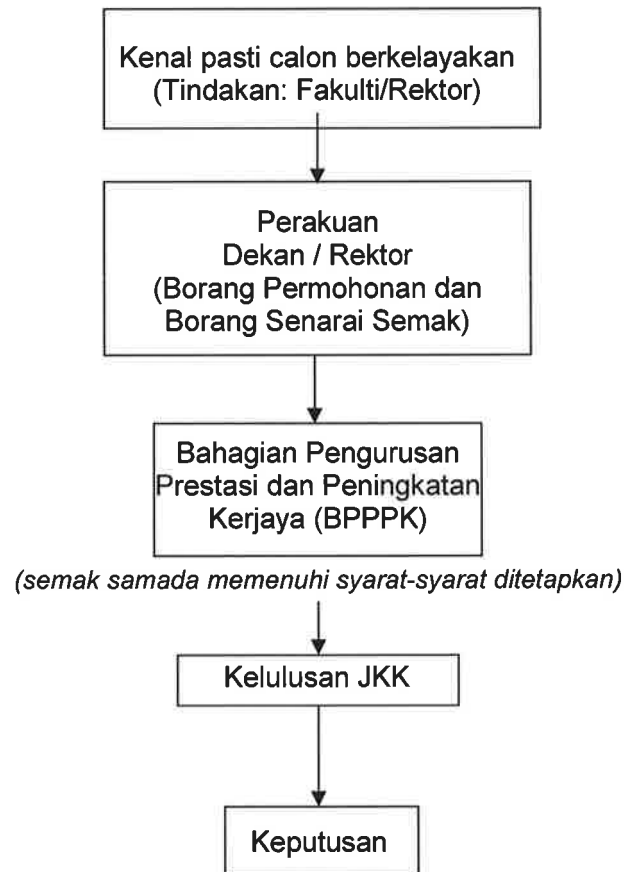 Kenal pasti calon berkelayakan
(Tindakan: Fakulti/Rektor)
Perakuan
Dekan / Rektor
(Borang Permohonan dan
Borang Senarai Semak)
Bahagian Pengurusan
Prestasi dan Peningkatan
Kerjaya (BPPPK)
(semak samada memenuhi syarat-syarat ditetapkan)
Kelulusan JKK
Keputusan